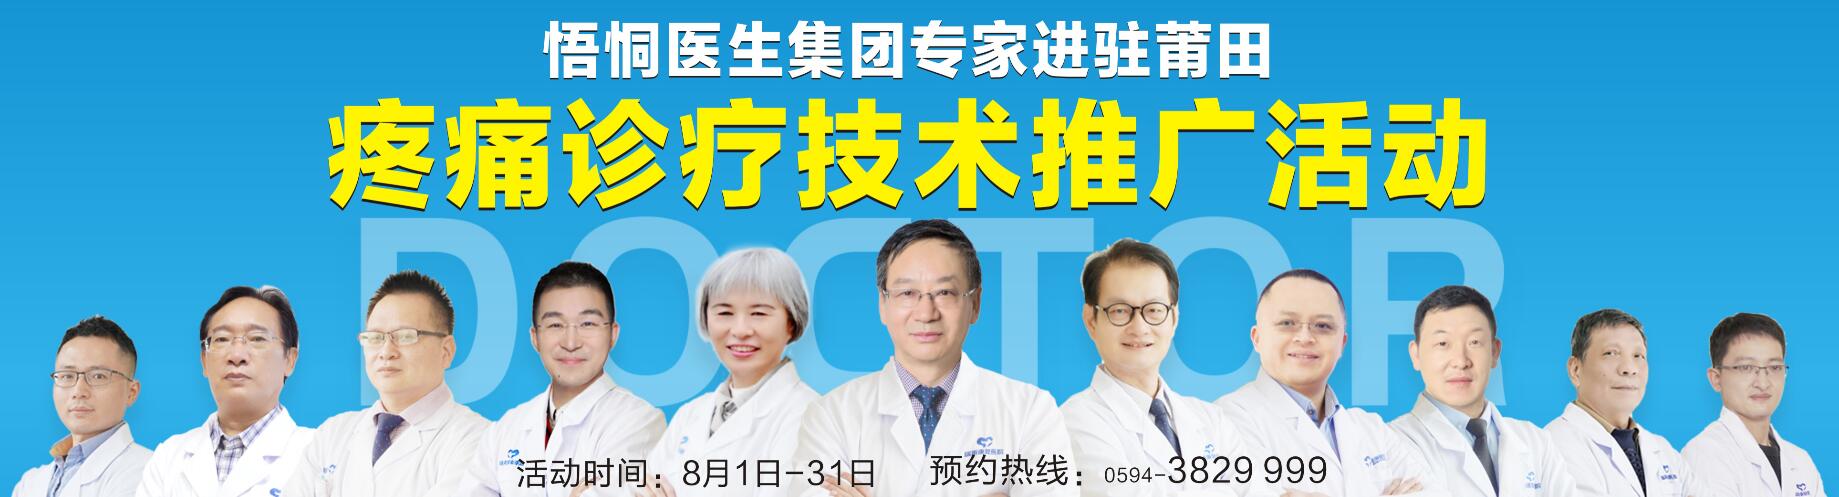 悟恫医生集团专家进驻莆田
疼痛诊疗技术推广活动
DOCTOR
活动时间：8月1日-31日 预约热线：0594-3829 999